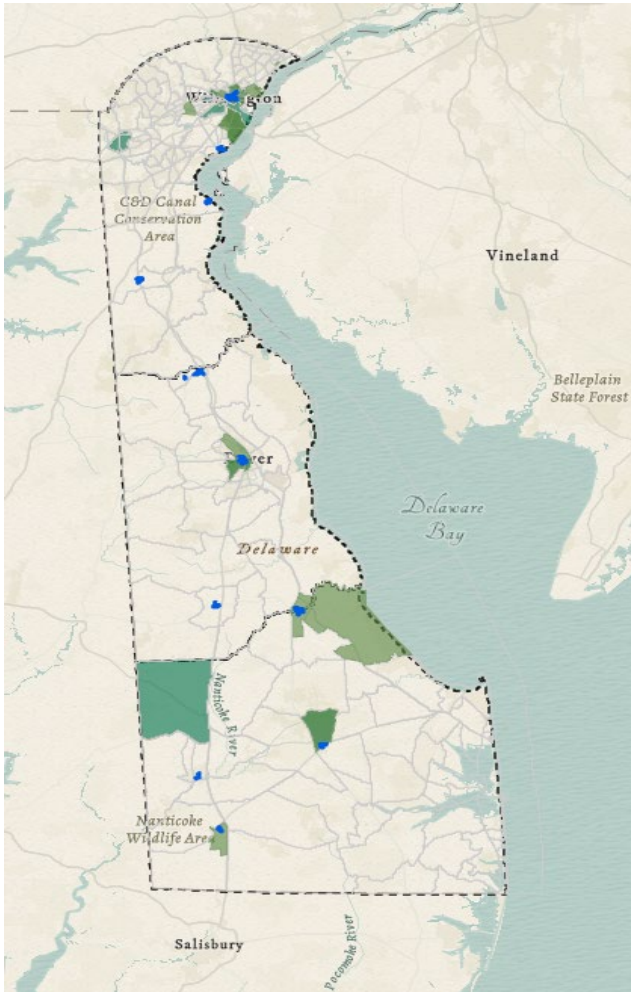 C&D Canal
Conservation
Area
Vineland
Belleplain
State Forest
Delaware
Bay
Delaware
Nanticoke River
Nanticoke
Wildlife Area
Salisbury
Pocomoke River